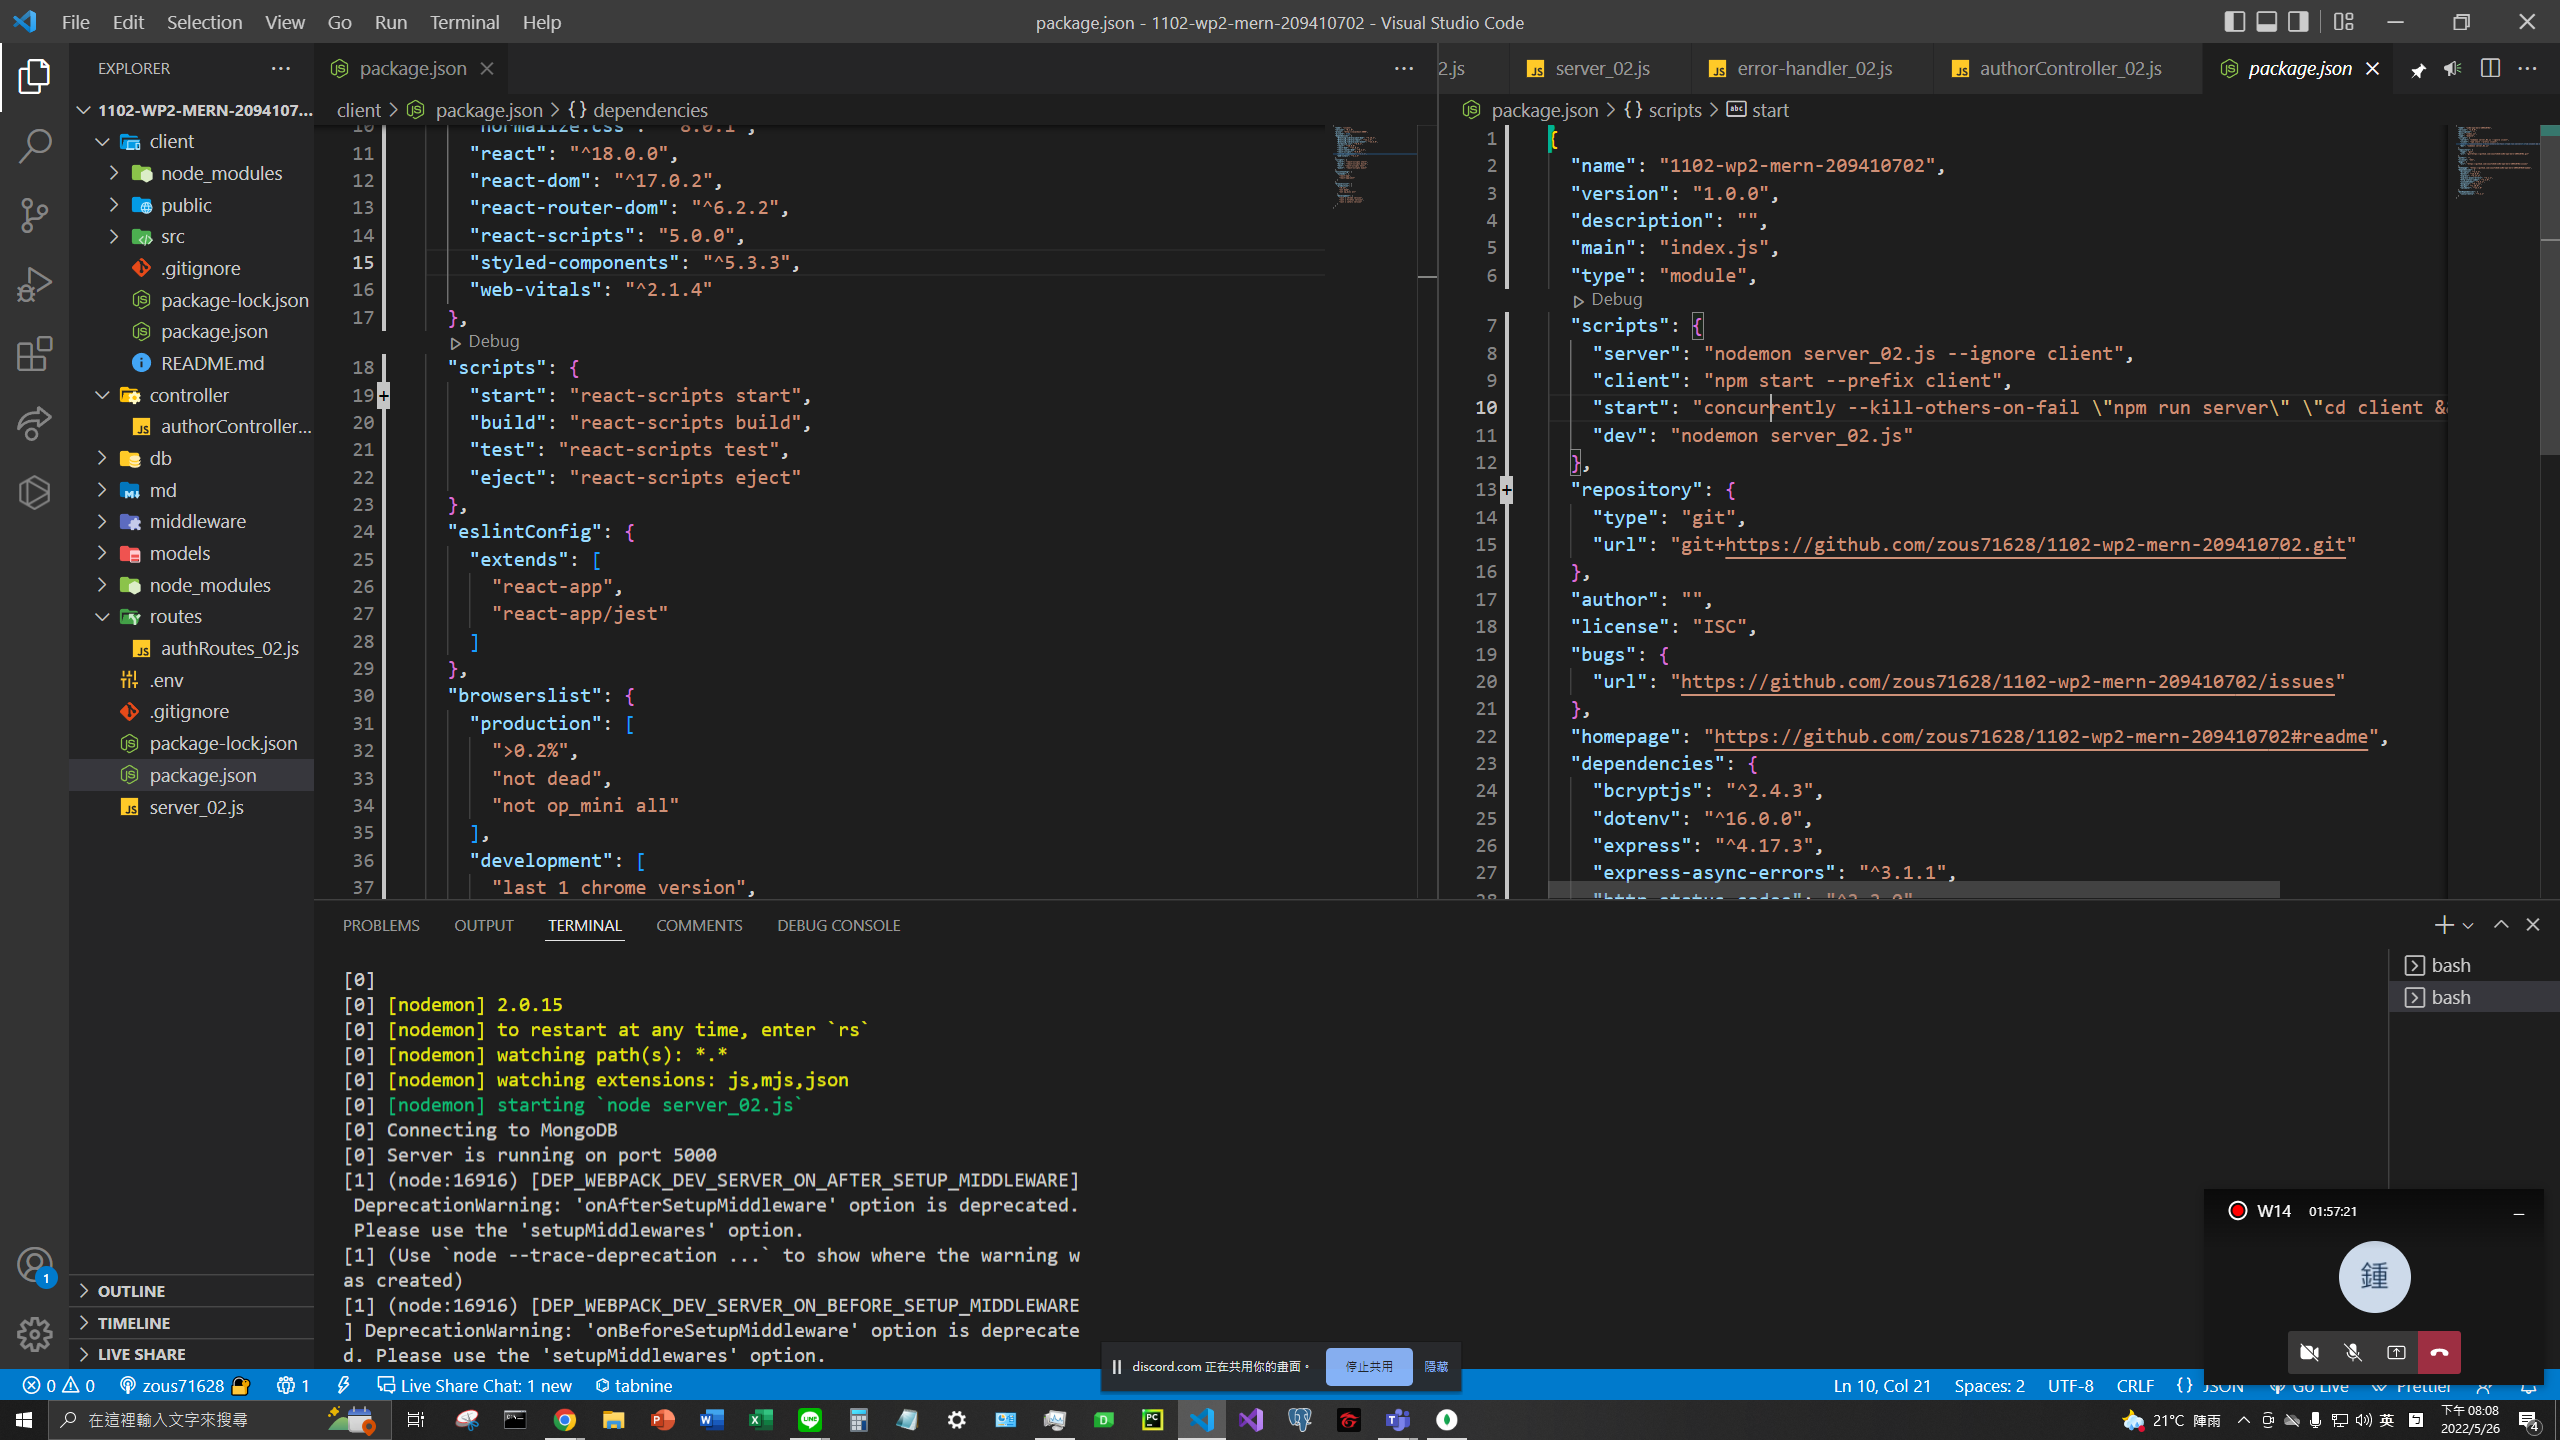 File Edit Selection View Go Run Terminal Help
package.json - 1102-wp2-mern-209410702 - Visual Studio Code
EXPLORER
1102-WP2-MERN-2094107...
client
node_modules
public
src
.gitignore
package-lock.json
package.json
README.md
controller
authorController...
db
md
middleware
models
node_modules
routes
authRoutes_02.js
.env
.gitignore
package-lock.json
package.json
server_02.js
OUTLINE
TIMELINE
LIVE SHARE
package.json
client > package.json > {} dependencies
11 "react": "^18.0.0",
12 "react-dom": "^17.0.2",
13 "react-router-dom": "^6.2.2",
14 "react-scripts": "5.0.0",
15 "styled-components": "^5.3.3",
16 "web-vitals": "^2.1.4"
17 },
Debug
18 "scripts": {
19 "start": "react-scripts start",
20 "build": "react-scripts build",
21 "test": "react-scripts test",
22 "eject": "react-scripts eject"
23 },
24 "eslintConfig": {
25 "extends": [
26 "react-app",
27 "react-app/jest"
28 ]
29 },
30 "browserslist": {
31 "production": [
32 ">0.2%",
33 "not dead",
34 "not op_mini all"
35 ],
36 "development": [
37 "last 1 chrome version",
2.js server_02.js error-handler_02.js authorController_02.js package.json
package.json > {} scripts > start
1 {
2 "name": "1102-wp2-mern-209410702",
3 "version": "1.0.0",
4 "description": "",
5 "main": "index.js",
6 "type": "module",
Debug
7 "scripts": {
8 "server": "nodemon server_02.js --ignore client",
9 "client": "npm start --prefix client",
10 "start": "concurrently --kill-others-on-fail \"npm run server\" \"cd client &
11 "dev": "nodemon server_02.js"
12 },
13 "repository": {
14 "type": "git",
15 "url": "git+https://github.com/zous71628/1102-wp2-mern-209410702.git"
16 },
17 "author": "",
18 "license": "ISC",
19 "bugs": {
20 "url": "https://github.com/zous71628/1102-wp2-mern-209410702/issues"
21 },
22 "homepage": "https://github.com/zous71628/1102-wp2-mern-209410702#readme",
23 "dependencies": {
24 "bcryptjs": "^2.4.3",
25 "dotenv": "^16.0.0",
26 "express": "^4.17.3",
27 "express-async-errors": "^3.1.1",
PROBLEMS OUTPUT TERMINAL COMMENTS DEBUG CONSOLE
bash
bash
[0]
[0] [nodemon] 2.0.15
[0] [nodemon] to restart at any time, enter `rs`
[0] [nodemon] watching path(s): *.*
[0] [nodemon] watching extensions: js,mjs,json
[0] [nodemon] starting `node server_02.js`
[0] Connecting to MongoDB
[0] Server is running on port 5000
[1] (node:16916) [DEP_WEBPACK_DEV_SERVER_ON_AFTER_SETUP_MIDDLEWARE]
DeprecationWarning: 'onAfterSetupMiddleware' option is deprecated.
Please use the 'setupMiddlewares' option.
[1] (Use `node --trace-deprecation ...` to show where the warning w
as created)
[1] (node:16916) [DEP_WEBPACK_DEV_SERVER_ON_BEFORE_SETUP_MIDDLEWARE
] DeprecationWarning: 'onBeforeSetupMiddleware' option is deprecate
d. Please use the 'setupMiddlewares' option.
W14 01:57:21
鍾
discord.com 正在共用你的畫面。 停止共用 隱藏
0 0 zous71628 1 Live Share Chat: 1 new tabnine
Ln 10, Col 21 Spaces: 2 UTF-8 CRLF {} JSON Go Live Prettier
在這裡輸入文字來搜尋
21°C 陣雨 英
下午 08:08
2022/5/26
4